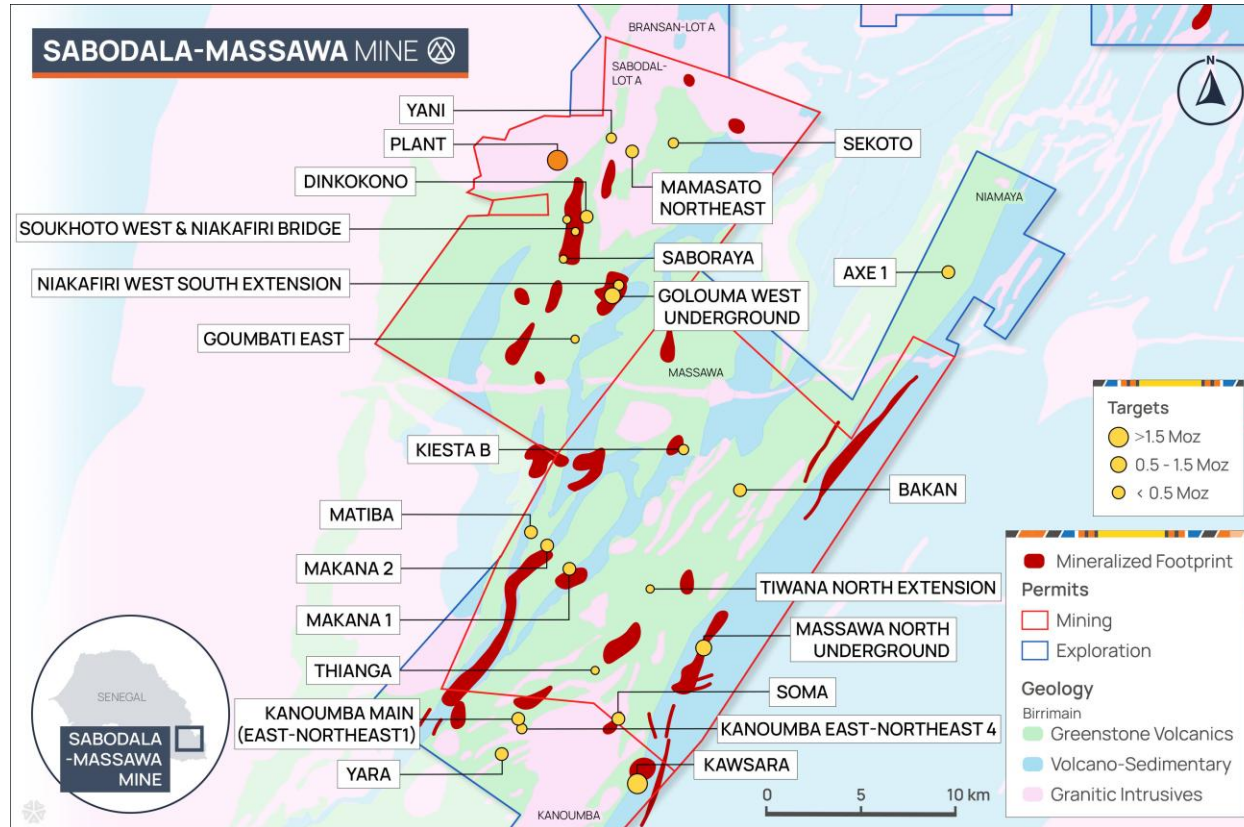 SABODALA-MASSAWA MINE
BRANSAN-LOT A
SABODAL-
LOT A
N
YANI
PLANT
SEKOTO
DINKOKONO
MAMASATO
NORTHEAST
NIAMAYA
SOUKHOTO WEST & NIAKAFIRI BRIDGE
SABORAYA
AXE 1
NIAKAFIRI WEST SOUTH EXTENSION
GOLOUMA WEST
UNDERGROUND
GOUMBATI EAST
MASSAWA
KIESTA B
BAKAN
MATIBA
MAKANA 2
TIWANA NORTH EXTENSION
MAKANA 1
MASSAWA NORTH
UNDERGROUND
THIANGA
SOMA
KANOUMBA MAIN
(EAST-NORTHEAST1)
KANOUMBA EAST-NORTHEAST 4
YARA
KAWSARA
KANOUMBA
0 5 10 km
SENEGAL
SABODALA
-MASSAWA
MINE
Targets
>1.5 Moz
0.5 - 1.5 Moz
< 0.5 Moz
Mineralized Footprint
Permits
Mining
Exploration
Geology
Birrimain
Greenstone Volcanics
Volcano-Sedimentary
Granitic Intrusives